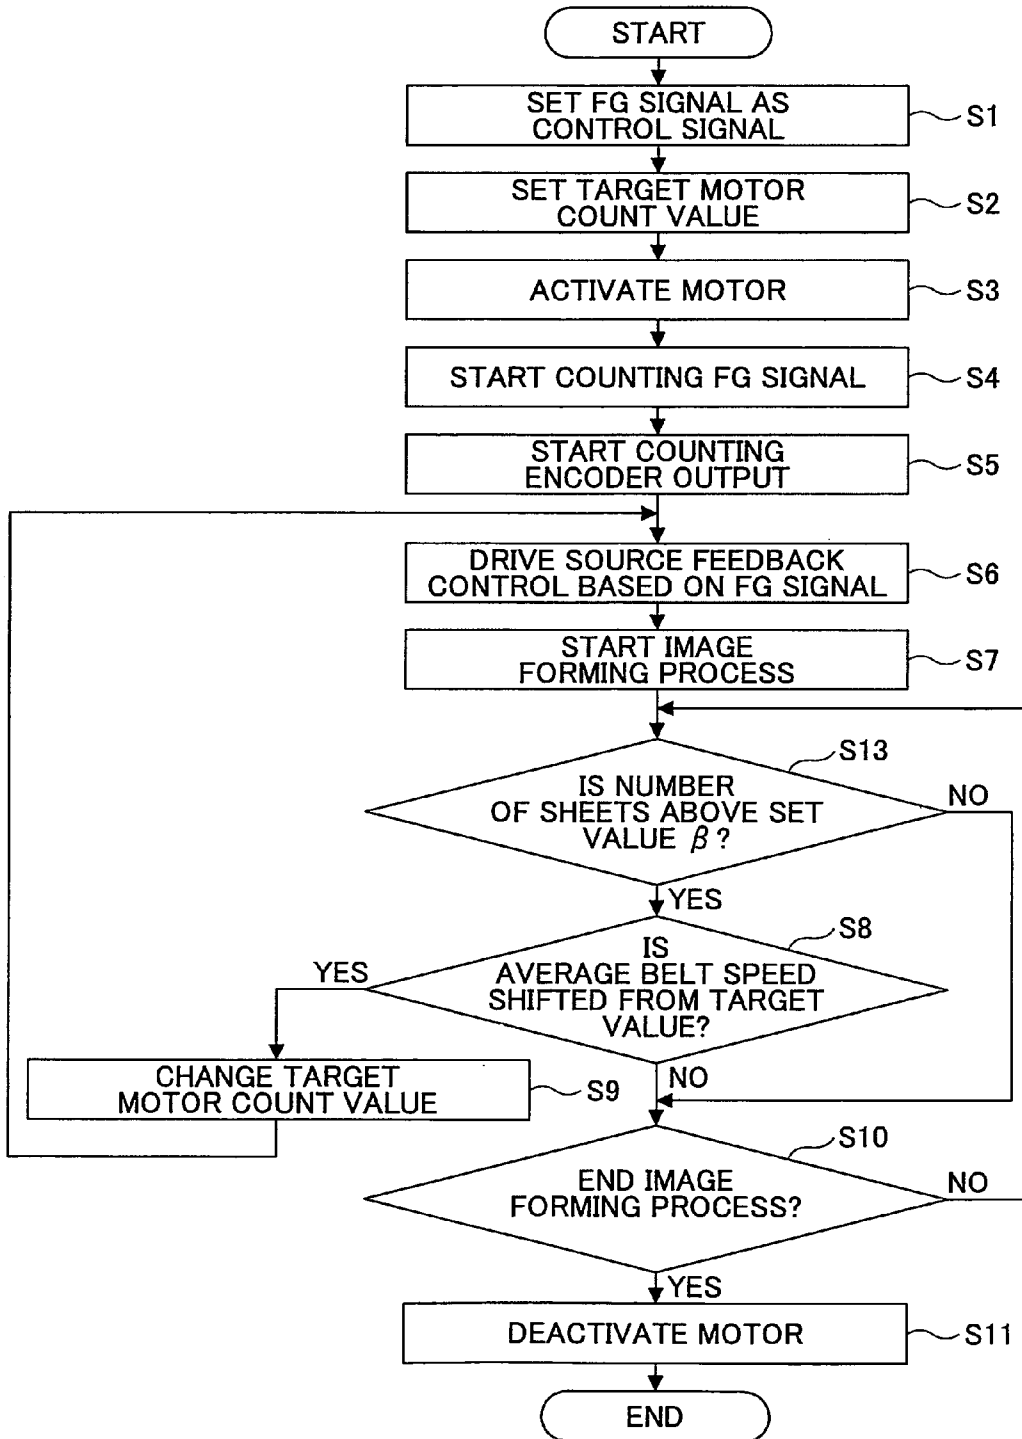 START
SET FG SIGNAL AS
CONTROL SIGNAL
S1
SET TARGET MOTOR
COUNT VALUE
S2
ACTIVATE MOTOR
S3
START COUNTING FG SIGNAL
S4
START COUNTING
ENCODER OUTPUT
S5
DRIVE SOURCE FEEDBACK
CONTROL BASED ON FG SIGNAL
S6
START IMAGE
FORMING PROCESS
S7
S13
IS NUMBER
OF SHEETS ABOVE SET
VALUE β?
NO
YES
S8
IS
AVERAGE BELT SPEED
SHIFTED FROM TARGET
VALUE?
YES
CHANGE TARGET
MOTOR COUNT VALUE
S9
NO
S10
END IMAGE
FORMING PROCESS?
NO
YES
DEACTIVATE MOTOR
S11
END